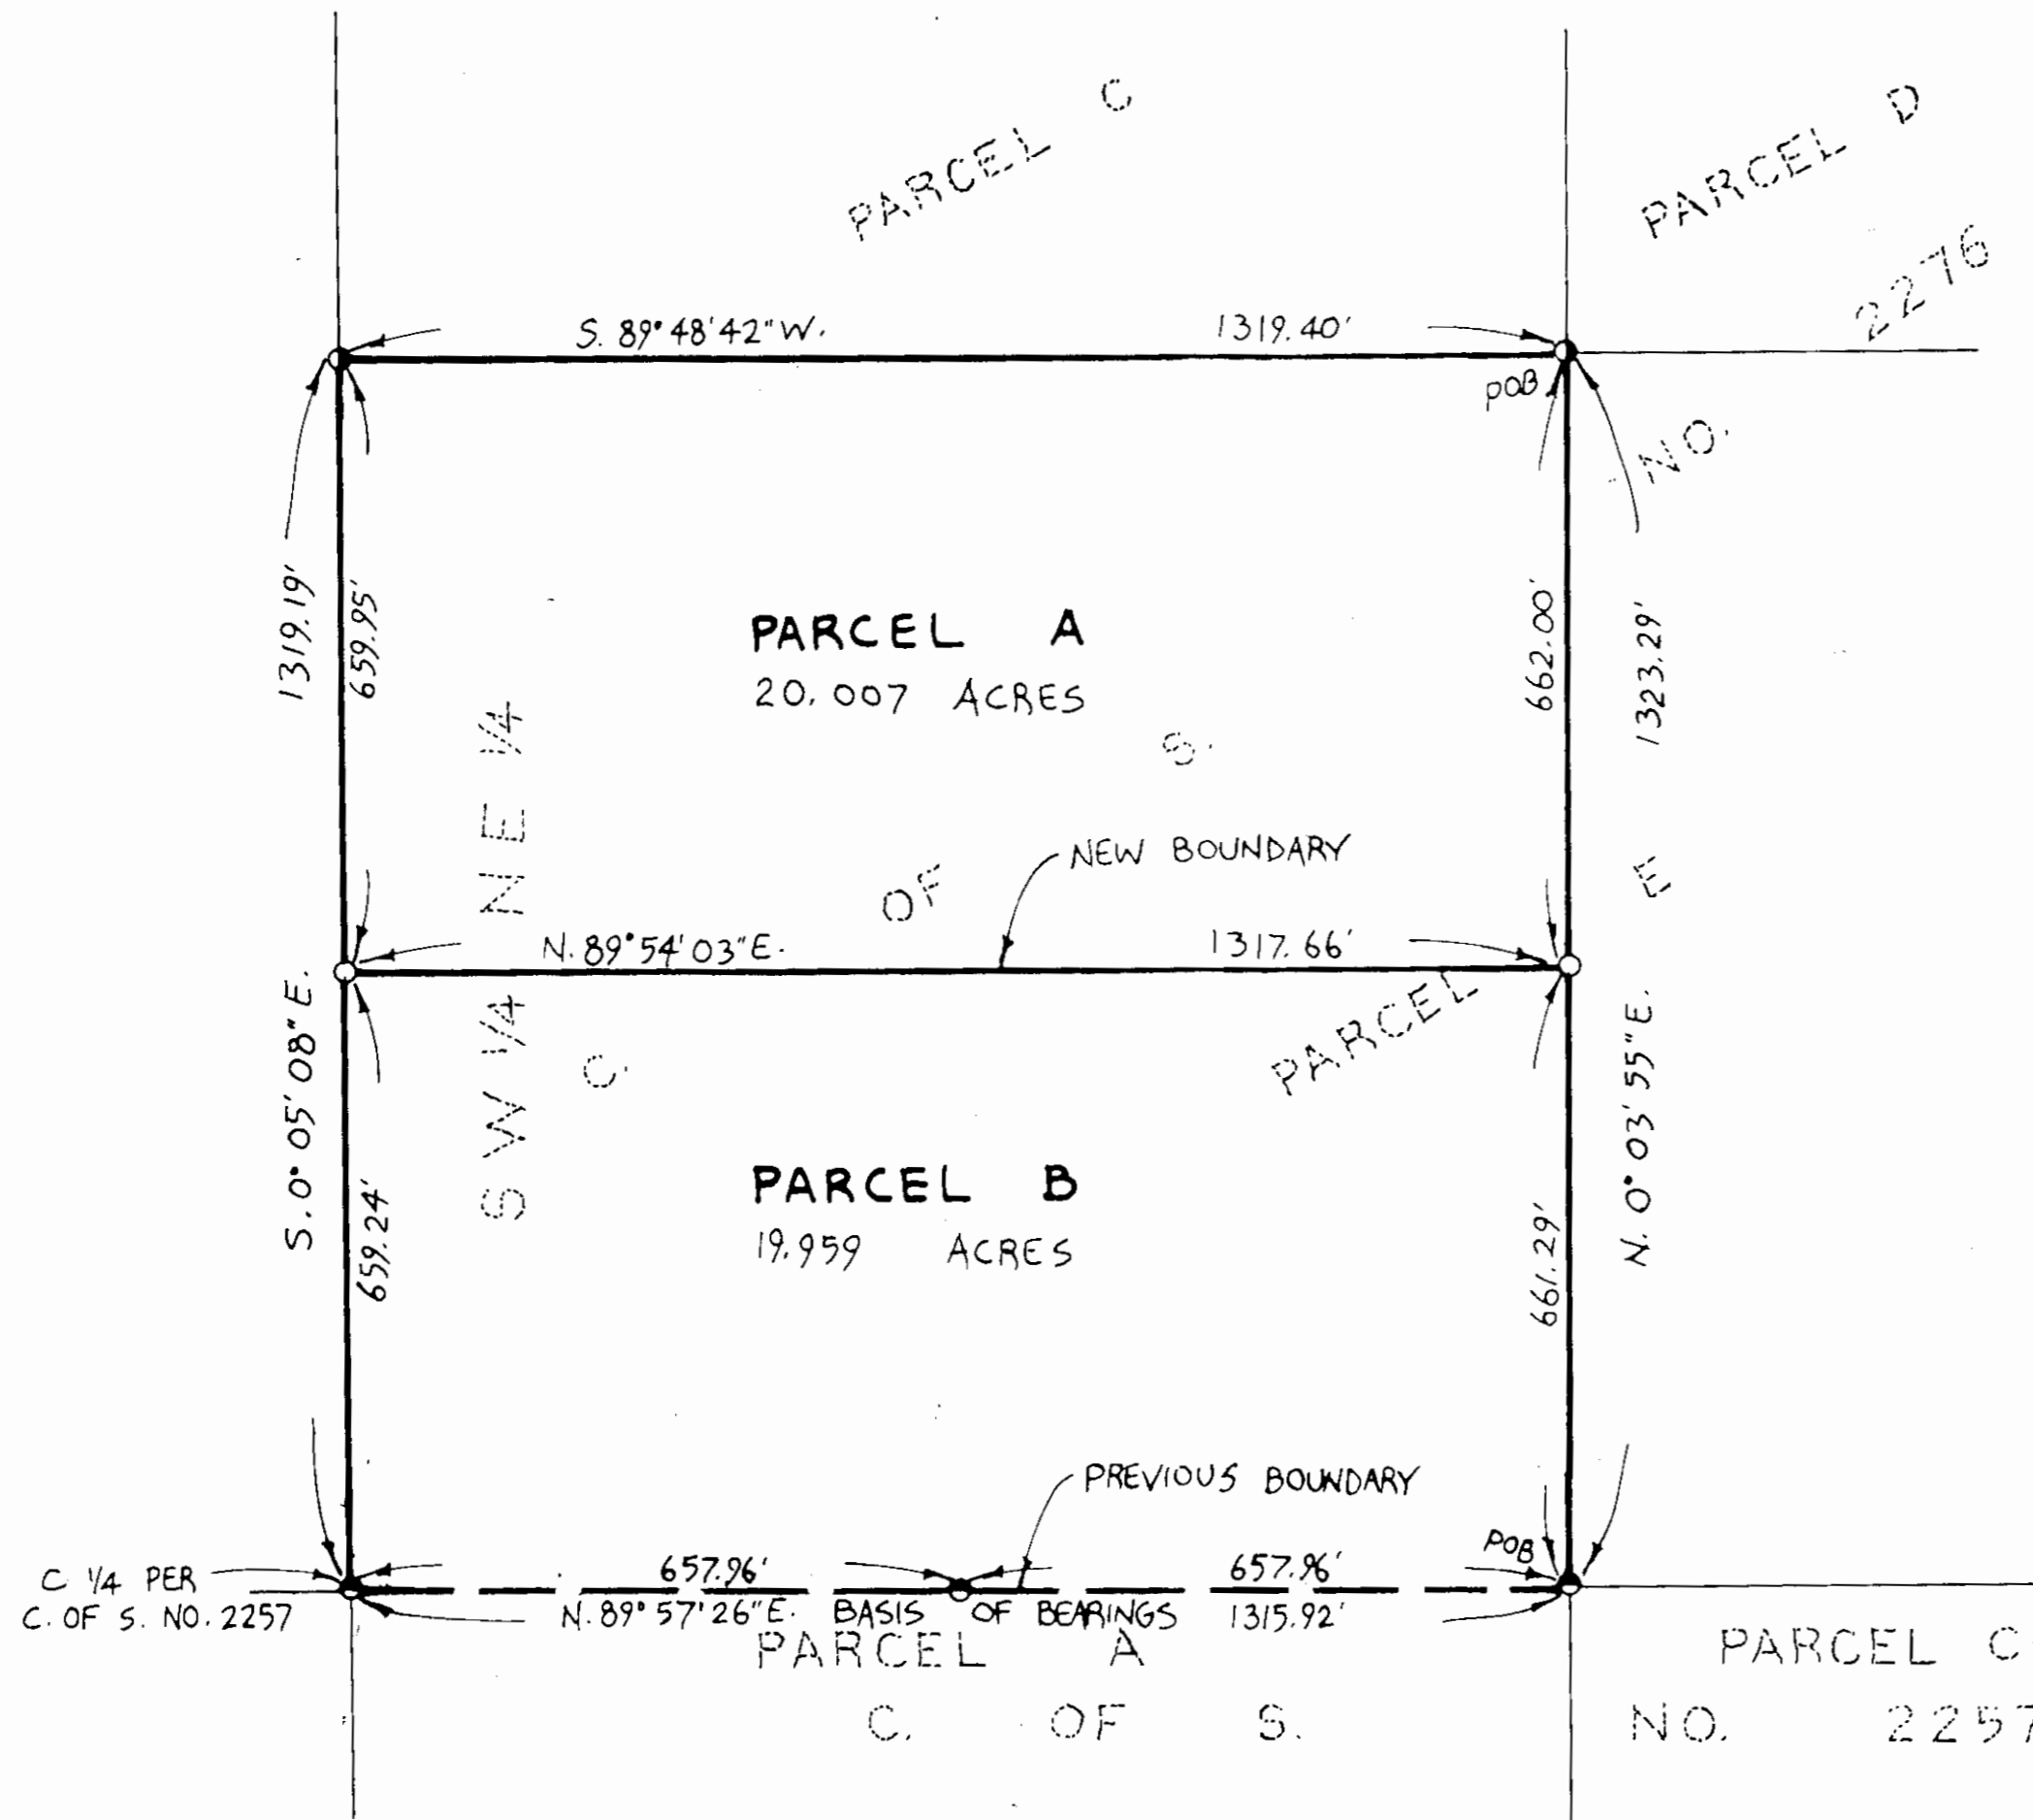 PARCEL C
PARCEL D
2276
S. 89° 48' 42" W.
1319.40'
POB
NO.
1319.19'
659.95'
662.00'
1323.29'
PARCEL A
20.007 ACRES
S.
NEW BOUNDARY
OF
E
N. 89° 54' 03" E.
1317.66'
PARCEL
SW 1/4 NE 1/4
C.
S. 0° 05' 08" E.
N. 0° 03' 55" E.
PARCEL B
19.959 ACRES
659.24'
661.29'
PREVIOUS BOUNDARY
POB
C 1/4 PER
C. OF S. NO. 2257
657.96'
657.96'
N. 89° 57' 26" E. BASIS OF BEARINGS 1315.92'
PARCEL A
PARCEL C
C. OF S.
NO. 2257